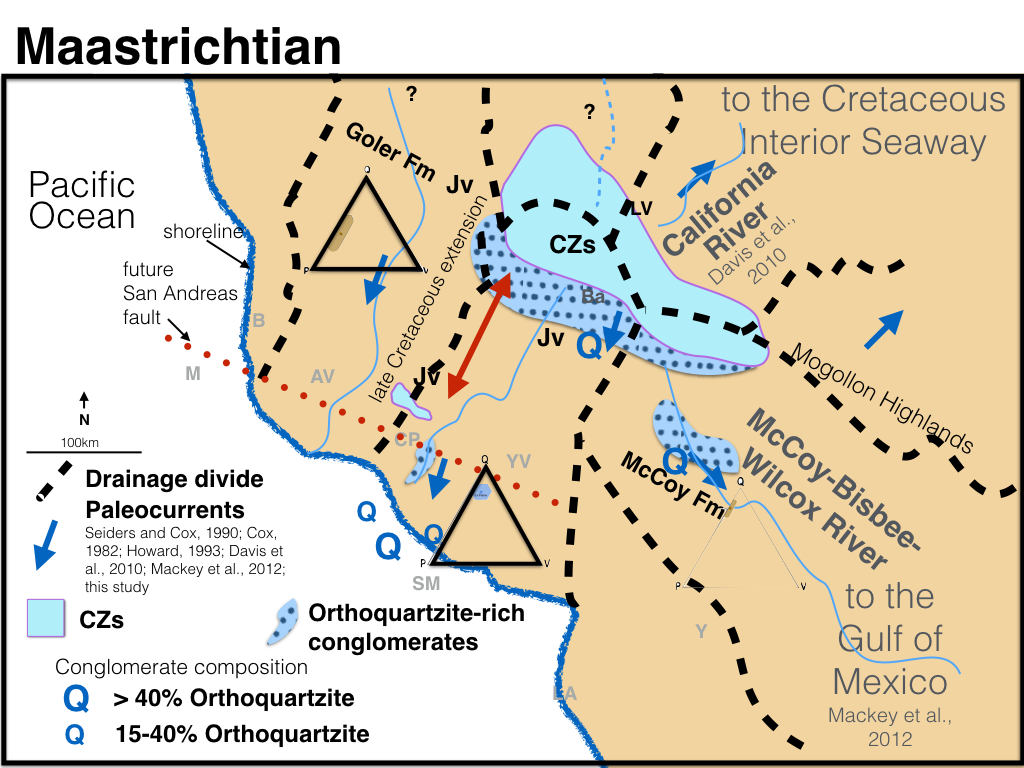 Maastrichtian
to the Cretaceous
Interior Seaway
?
?
Goler Fm
Q
P
V
Jv
late Cretaceous extension
LV
California
River
Davis et al.,
2010
CZs
Ba
Pacific
Ocean
shoreline
future
San Andreas
fault
B
M
AV
Jv
Q
Jv
Mogollon Highlands
N
100km
CP
YV
Q
McCoy Fm
McCoy-Bisbee-
Wilcox River
Drainage divide
Paleocurrents
Seiders and Cox, 1990; Cox,
1982; Howard, 1993; Davis et
al., 2010; Mackey et al., 2012;
this study
Q
Q
Q
Q
P
V
SM
Q
P
V
Y
LA
to the
Gulf of
Mexico
Mackey et al.,
2012
CZs
Orthoquartzite-rich
conglomerates
Conglomerate composition
Q > 40% Orthoquartzite
Q 15-40% Orthoquartzite